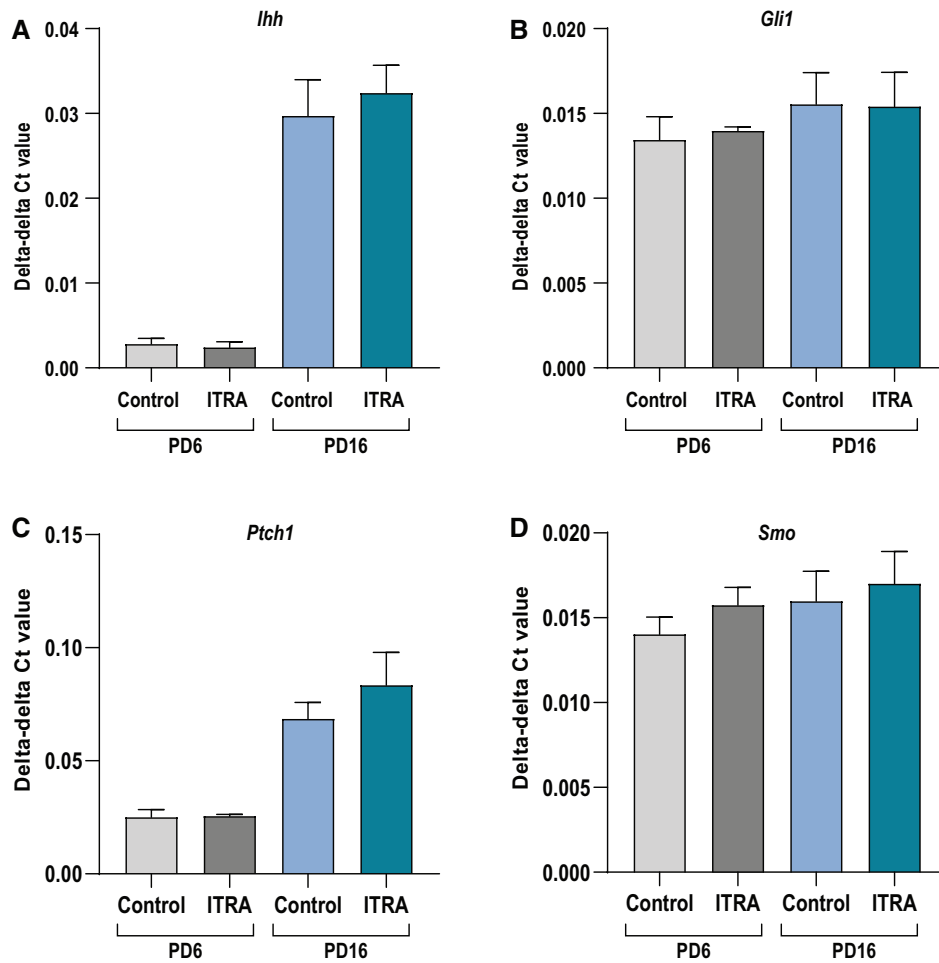 A
Ihh
Delta-delta Ct value
0.04
0.03
0.02
0.01
0.00
Control ITRA Control ITRA
PD6 PD16
B
Gli1
Delta-delta Ct value
0.020
0.015
0.010
0.005
0.000
Control ITRA Control ITRA
PD6 PD16
C
Ptch1
Delta-delta Ct value
0.15
0.10
0.05
0.00
Control ITRA Control ITRA
PD6 PD16
D
Smo
Delta-delta Ct value
0.020
0.015
0.010
0.005
0.000
Control ITRA Control ITRA
PD6 PD16